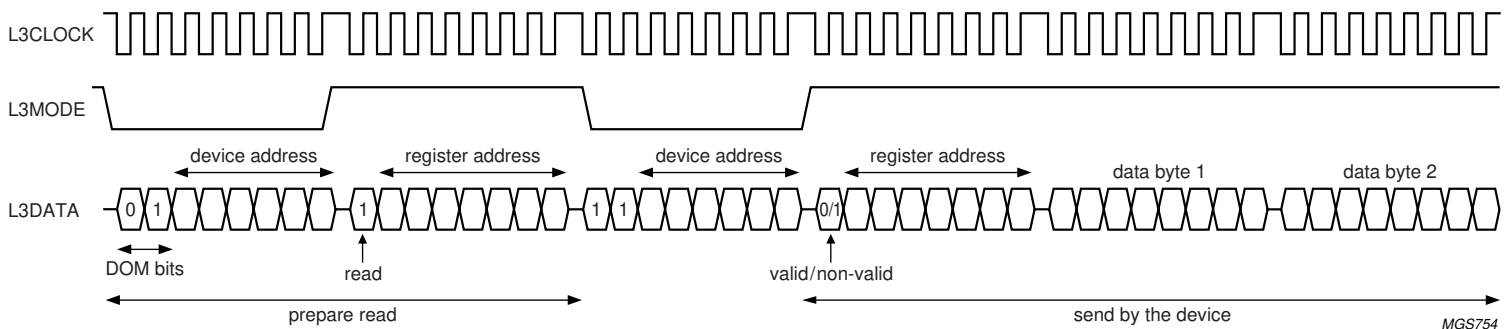 L3CLOCK
L3MODE
device address register address device address register address
data byte 1 data byte 2
L3DATA 0 1 1 1 1 0/1
DOM bits read valid/non-valid
prepare read send by the device
MGS754